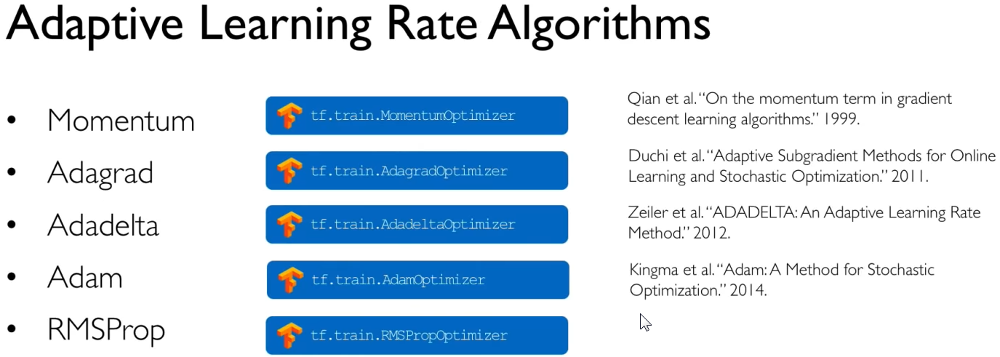 Adaptive Learning Rate Algorithms
• Momentum
tf.train.MomentumOptimizer
Qian et al. “On the momentum term in gradient
descent learning algorithms.” 1999.
• Adagrad
tf.train.AdagradOptimizer
Duchi et al. “Adaptive Subgradient Methods for Online
Learning and Stochastic Optimization.” 2011.
• Adadelta
tf.train.AdadeltaOptimizer
Zeiler et al. “ADADELTA: An Adaptive Learning Rate
Method.” 2012.
• Adam
tf.train.AdamOptimizer
Kingma et al. “Adam: A Method for Stochastic
Optimization.” 2014.
• RMSProp
tf.train.RMSPropOptimizer